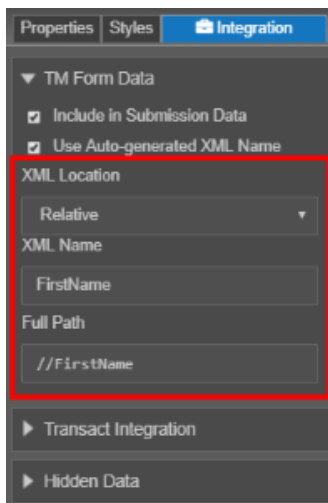 Properties Styles Integration
TM Form Data
Include in Submission Data
Use Auto-generated XML Name
XML Location
Relative
XML Name
FirstName
Full Path
//FirstName
Transact Integration
Hidden Data